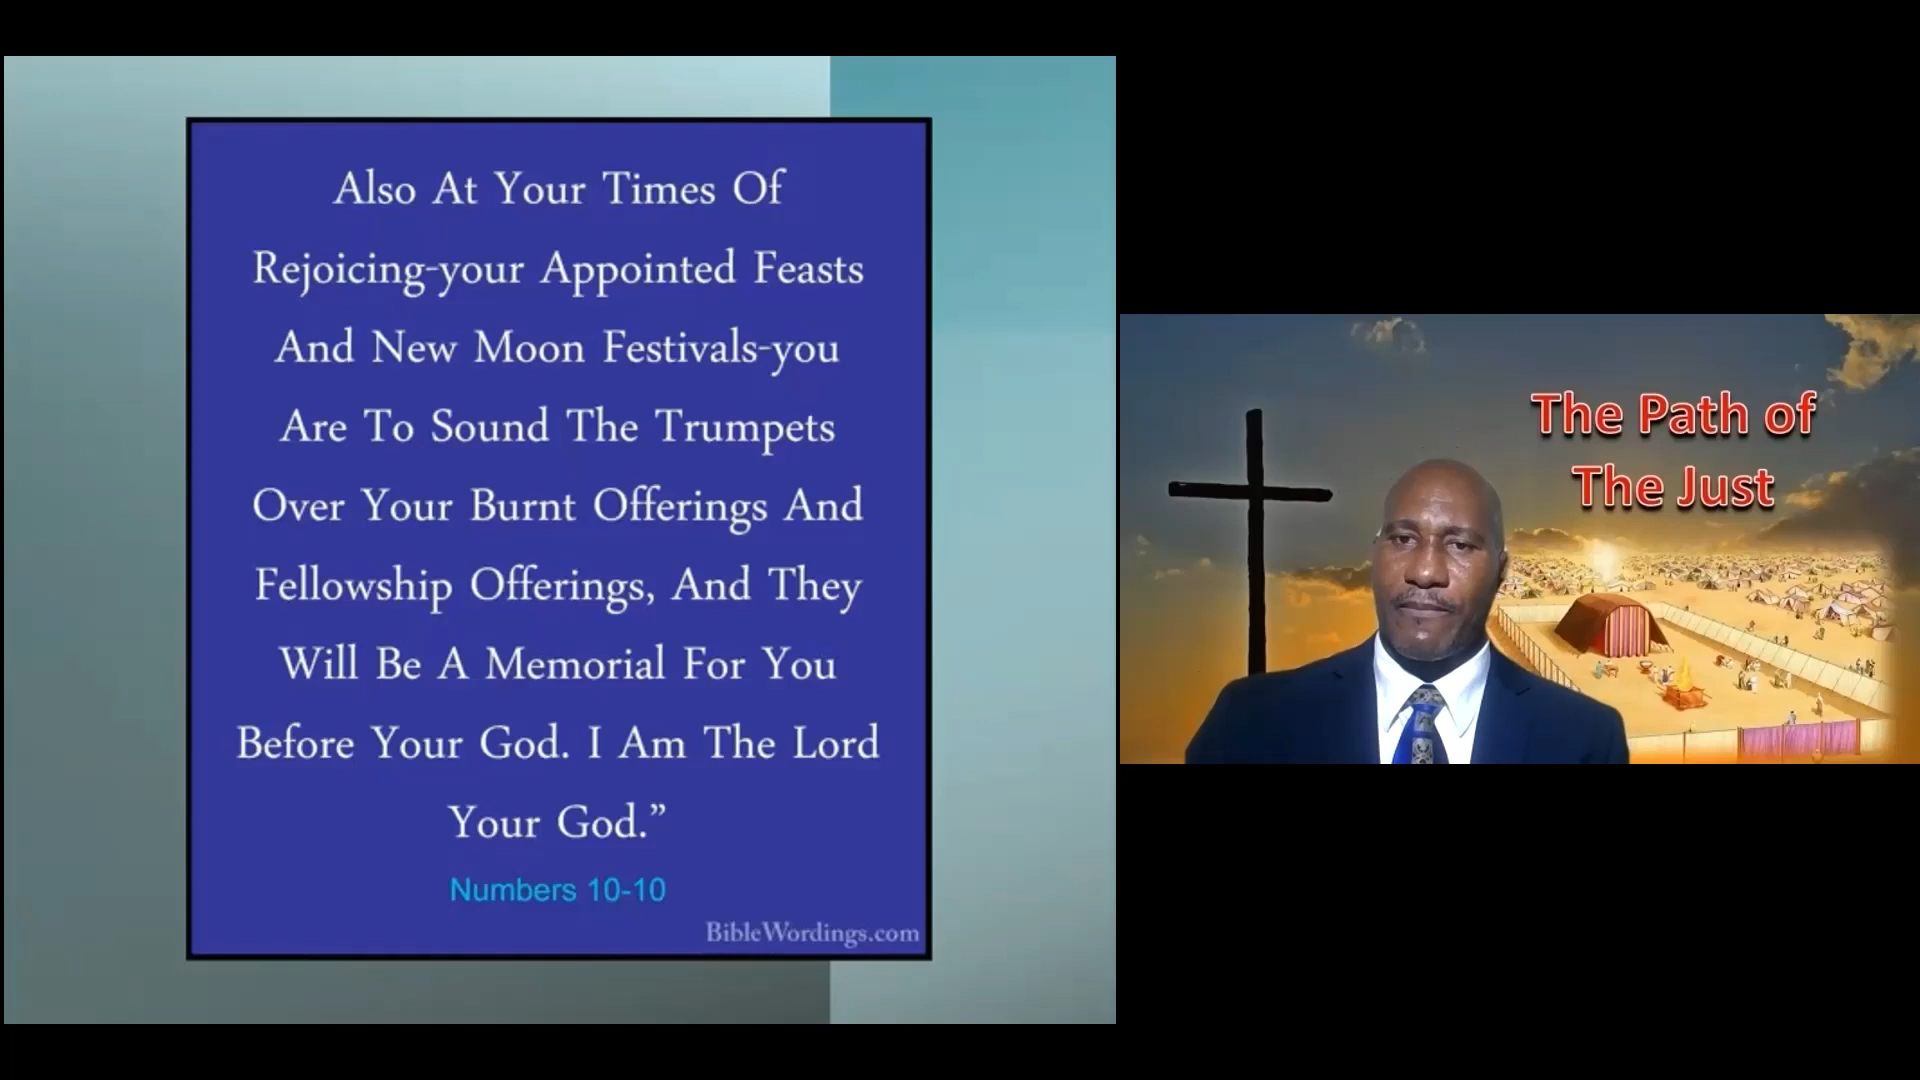 Also At Your Times Of
Rejoicing-your Appointed Feasts
And New Moon Festivals-you
Are To Sound The Trumpets
Over Your Burnt Offerings And
Fellowship Offerings, And They
Will Be A Memorial For You
Before Your God. I Am The Lord
Your God.”
Numbers 10-10
BibleWordings.com
The Path of
The Just